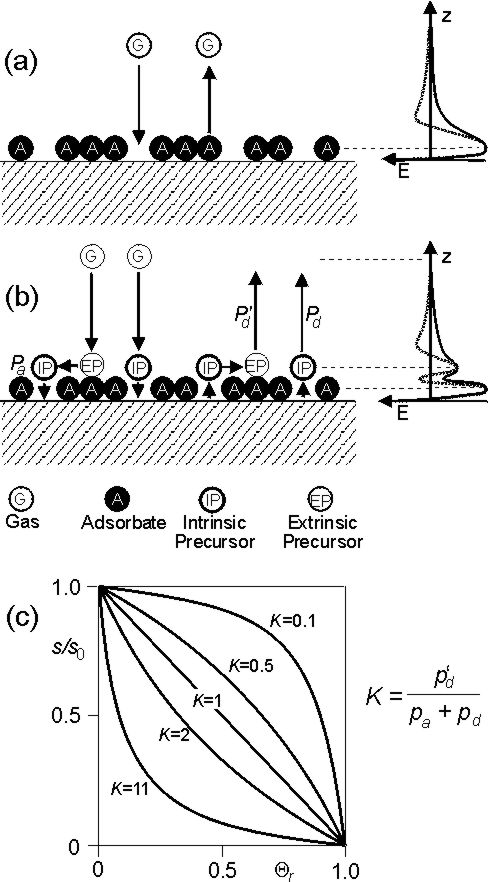 (a)
G G
A A A A A A A A A A
z
E
(b)
G G
P'd Pd
Pa IP EP IP IP EP IP
A A A A A A A A A A
z
E
G A IP EP
Gas Adsorbate Intrinsic Extrinsic
Precursor Precursor
(c)
1.0
s/s0
0.5
0
K=0.1
K=0.5
K=1
K=2
K=11
0 0.5 Θr 1.0
K = p'd / pa + pd